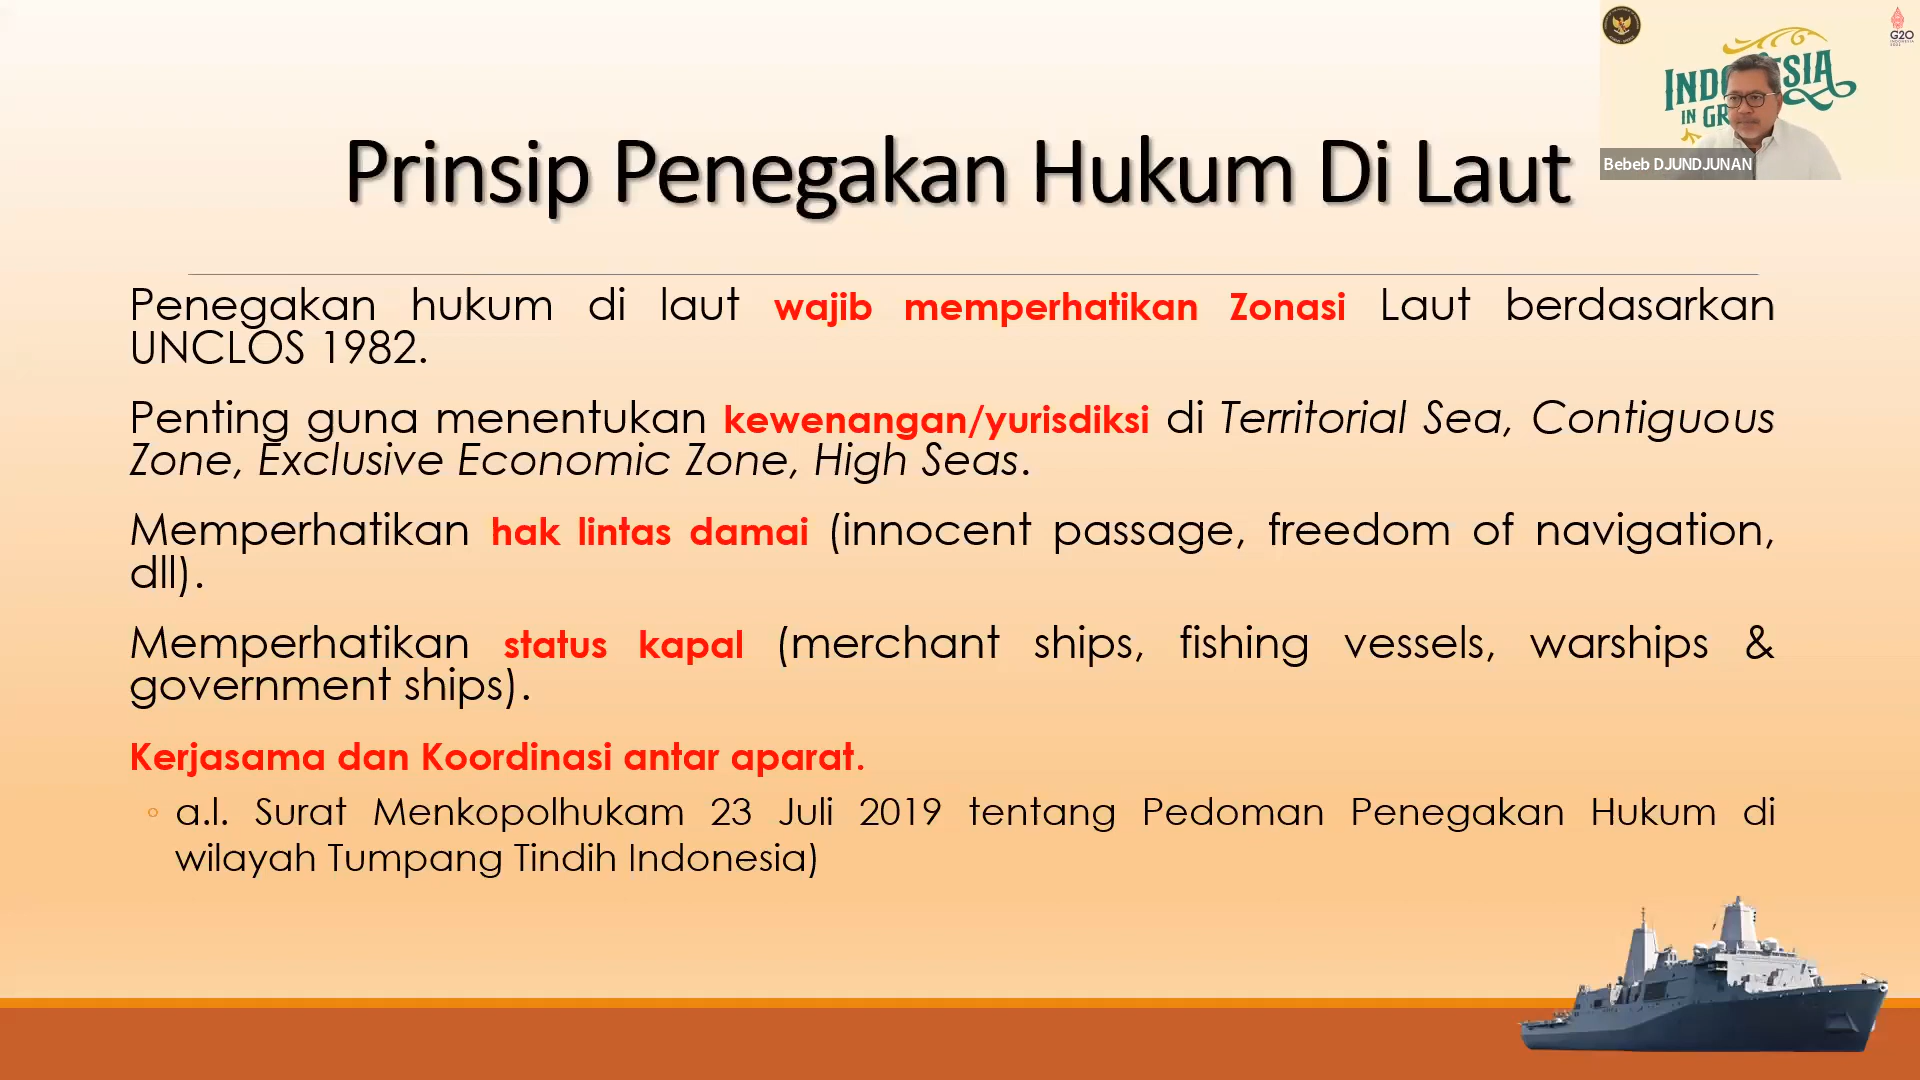 Prinsip Penegakan Hukum Di Laut
Penegakan hukum di laut wajib memperhatikan Zonasi Laut berdasarkan
UNCLOS 1982.
Penting guna menentukan kewenangan/yurisdiksi di Territorial Sea, Contiguous
Zone, Exclusive Economic Zone, High Seas.
Memperhatikan hak lintas damai (innocent passage, freedom of navigation,
dll).
Memperhatikan status kapal (merchant ships, fishing vessels, warships &
government ships).
Kerjasama dan Koordinasi antar aparat.
a.l. Surat Menkopolhukam 23 Juli 2019 tentang Pedoman Penegakan Hukum di
wilayah Tumpang Tindih Indonesia)
G20
IN
Bebeb DJUNDJUNAN